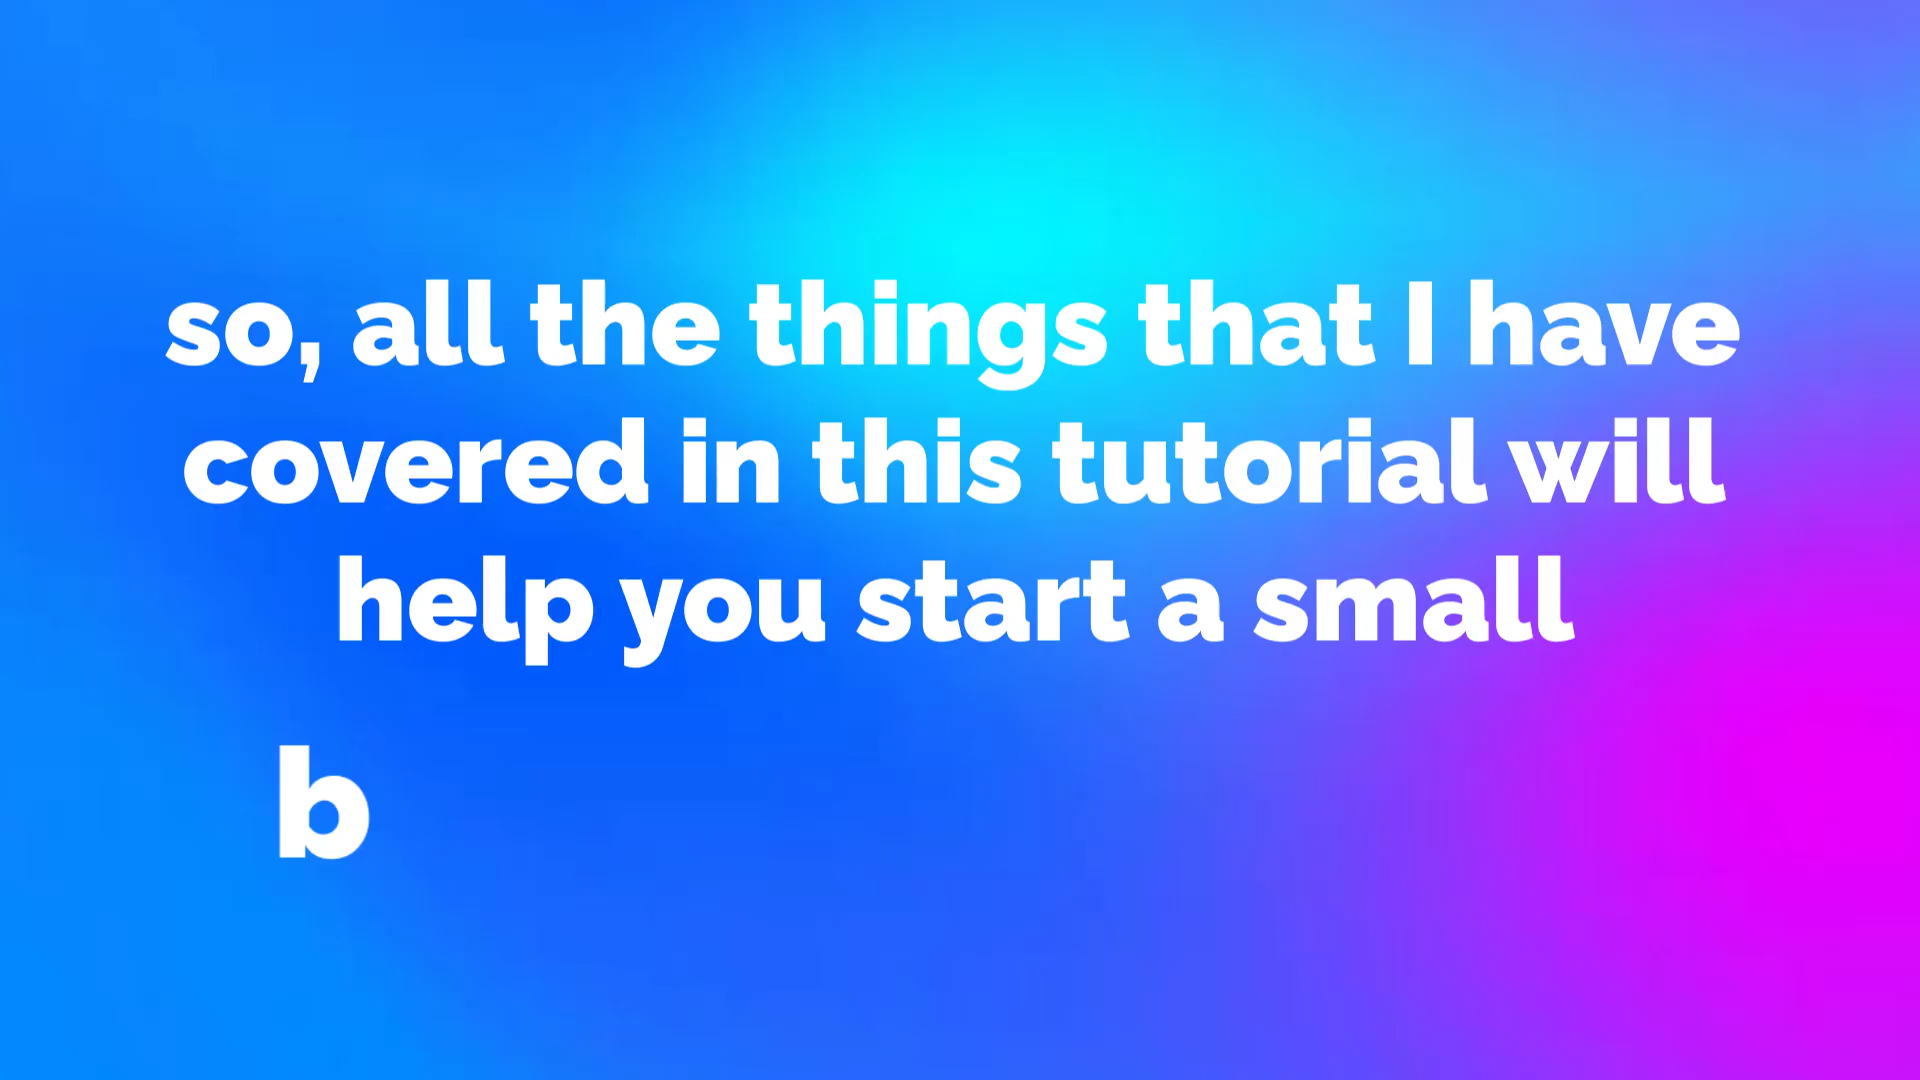 so, all the things that I have
covered in this tutorial will
help you start a small
b